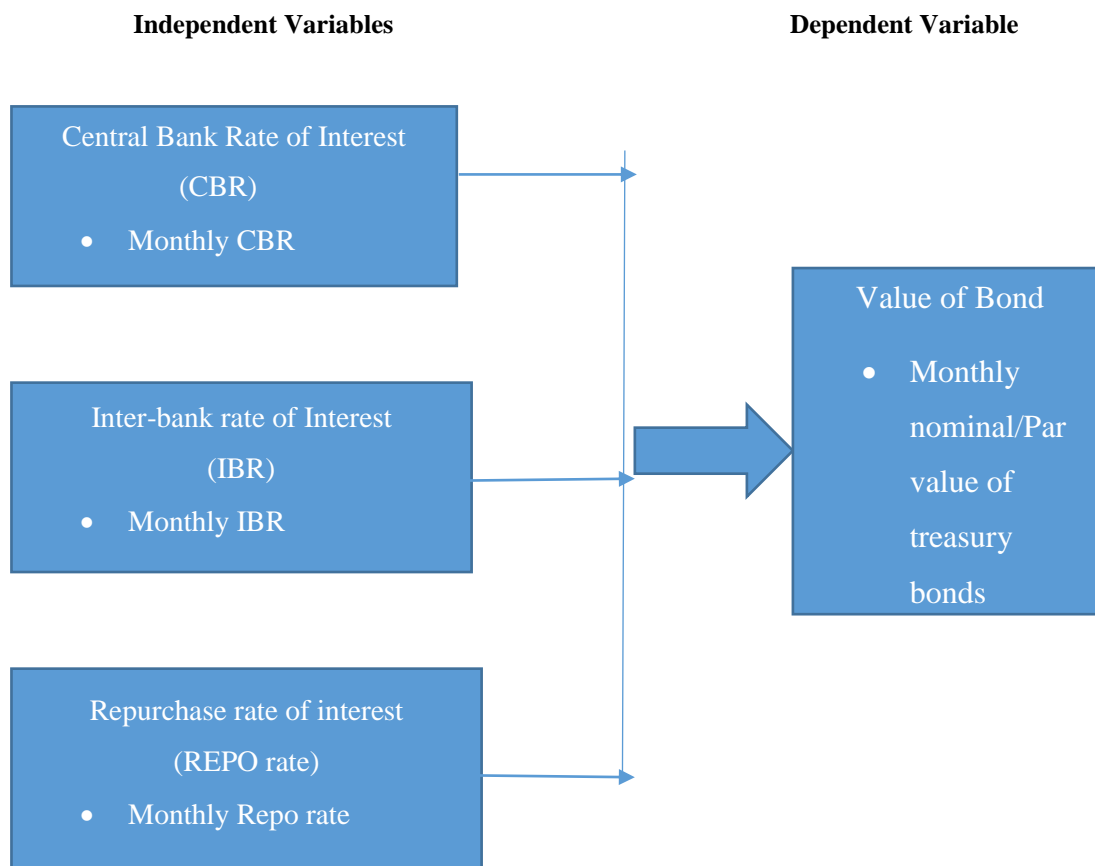 Independent Variables
Dependent Variable
Central Bank Rate of Interest
(CBR)
• Monthly CBR
Inter-bank rate of Interest
(IBR)
• Monthly IBR
Repurchase rate of interest
(REPO rate)
• Monthly Repo rate
Value of Bond
• Monthly
nominal/Par
value of
treasury
bonds